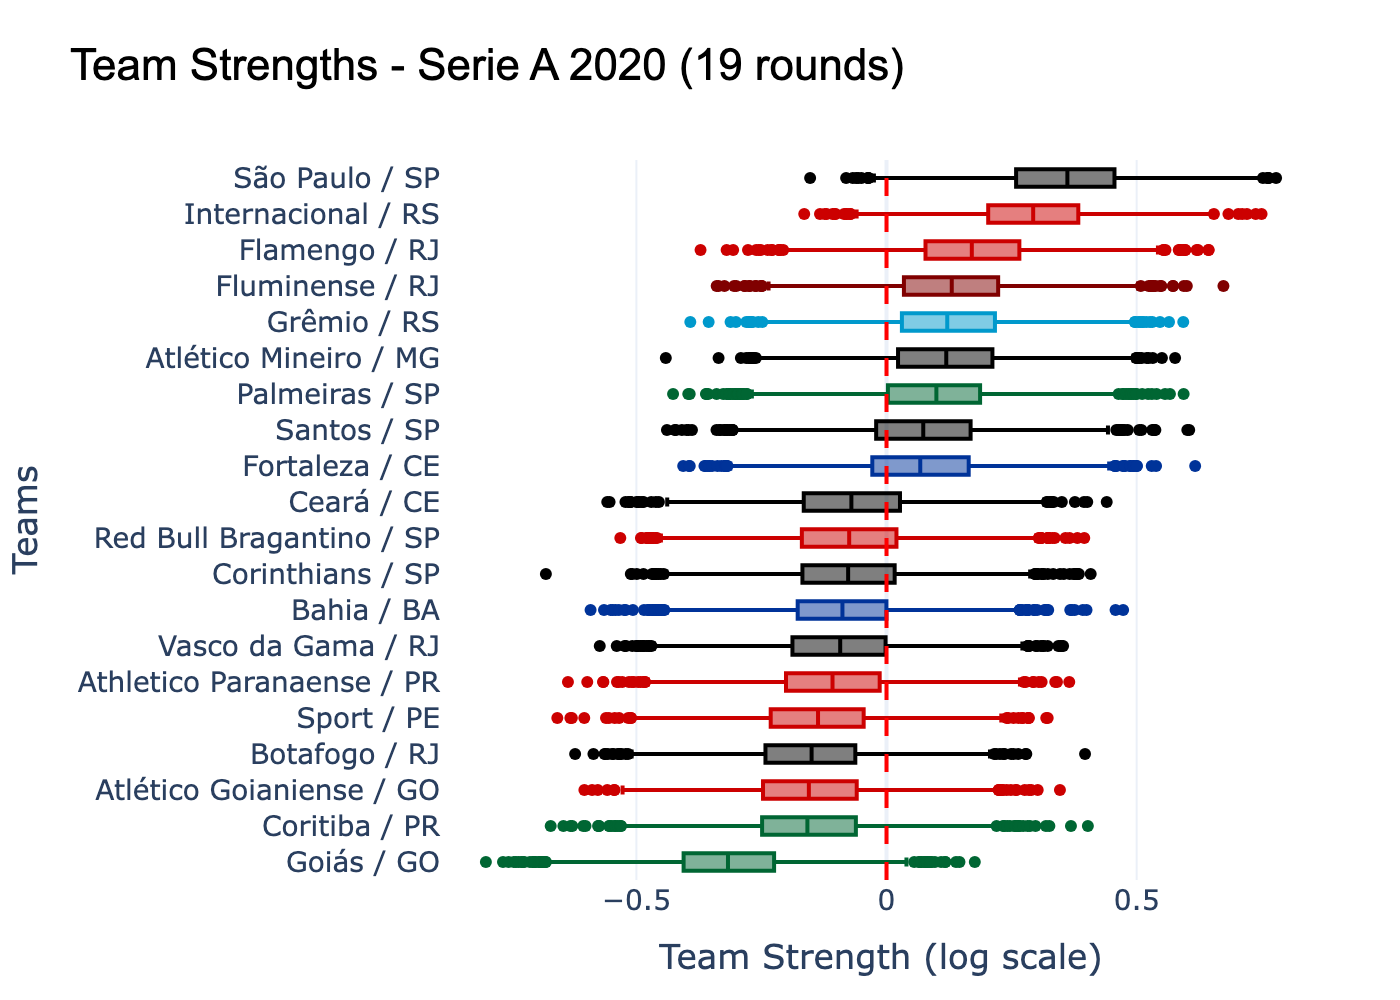 Team Strengths - Serie A 2020 (19 rounds)
São Paulo / SP
Internacional / RS
Flamengo / RJ
Fluminense / RJ
Grêmio / RS
Atlético Mineiro / MG
Palmeiras / SP
Santos / SP
Fortaleza / CE
Ceará / CE
Red Bull Bragantino / SP
Corinthians / SP
Bahia / BA
Vasco da Gama / RJ
Athletico Paranaense / PR
Sport / PE
Botafogo / RJ
Atlético Goianiense / GO
Coritiba / PR
Goiás / GO
Teams
−0.5 0 0.5
Team Strength (log scale)